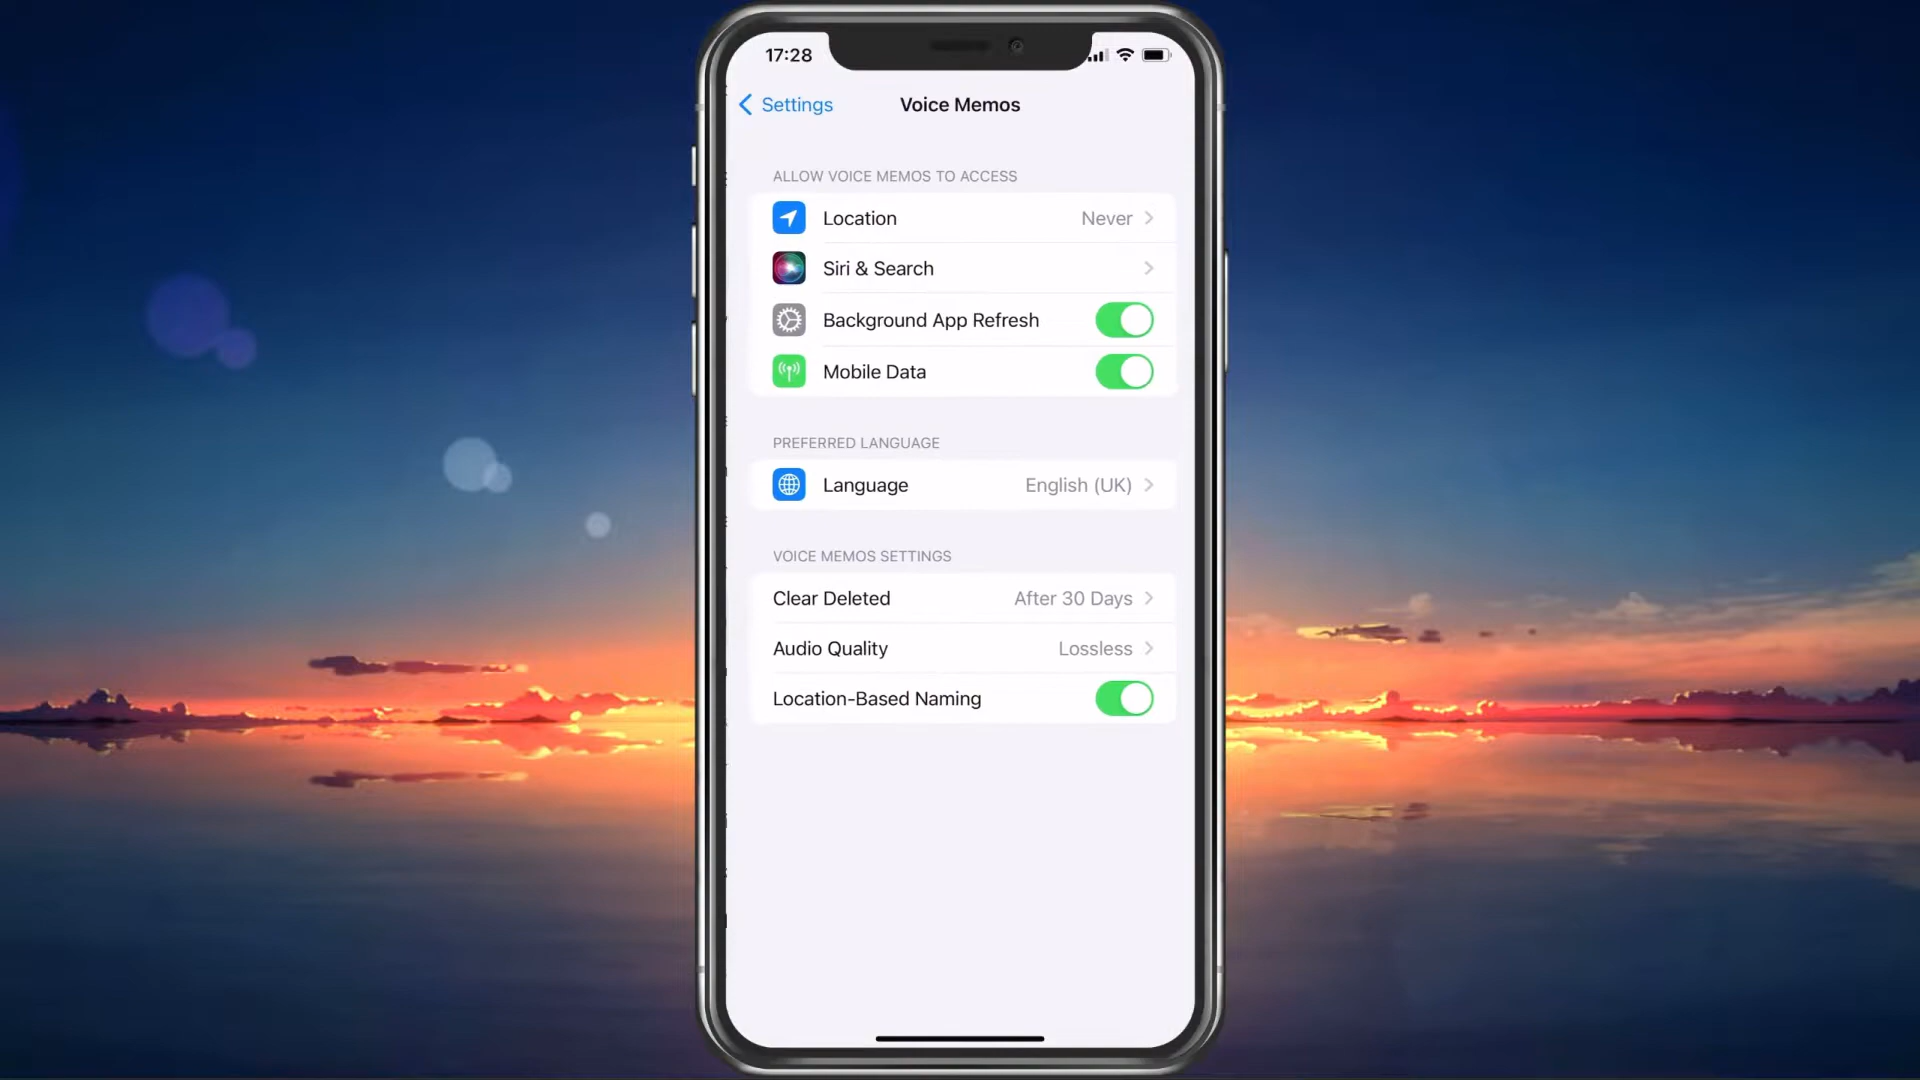 17:28
Settings
Voice Memos
ALLOW VOICE MEMOS TO ACCESS
Location Never
Siri & Search
Background App Refresh
Mobile Data
PREFERRED LANGUAGE
Language English (UK)
VOICE MEMOS SETTINGS
Clear Deleted After 30 Days
Audio Quality Lossless
Location-Based Naming